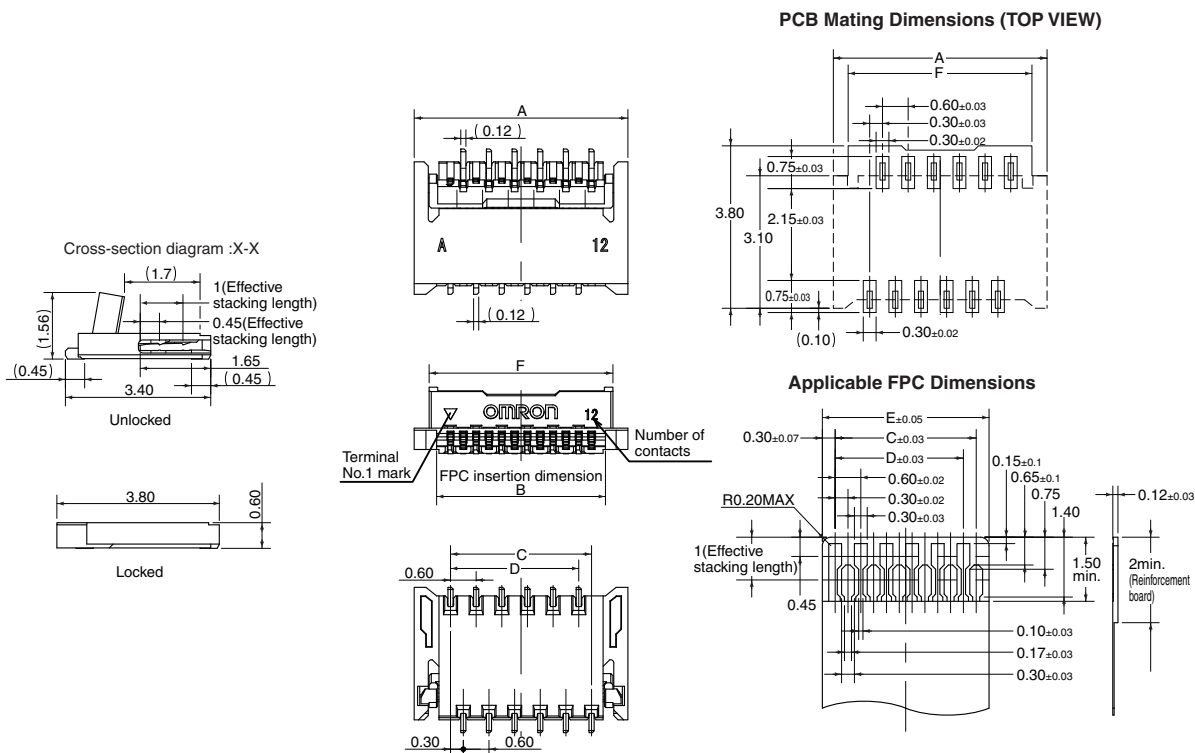 PCB Mating Dimensions (TOP VIEW)
A
F
0.60±0.03
0.30±0.03
0.30±0.02
0.75±0.03
3.80
2.15±0.03
3.10
0.75±0.03
(0.10)
0.30±0.02
A
(0.12)
A
12
(0.12)
Cross-section diagram :X-X
(1.7)
1(Effective
stacking length)
0.45(Effective
stacking length)
(1.56)
1.65
(0.45)
(0.45)
3.40
Unlocked
F
OMRON
12
Terminal
No.1 mark
FPC insertion dimension
B
Number of
contacts
3.80
0.60
Locked
C
D
0.60
0.30
0.60
Applicable FPC Dimensions
E±0.05
0.30±0.07
C±0.03
D±0.03
0.60±0.02
0.30±0.02
0.30±0.03
R0.20MAX
0.15±0.1
0.65±0.1
0.75
1.40
0.12±0.03
1(Effective
stacking length)
0.45
1.50
min.
2min.
(Reinforcement
board)
0.10±0.03
0.17±0.03
0.30±0.03